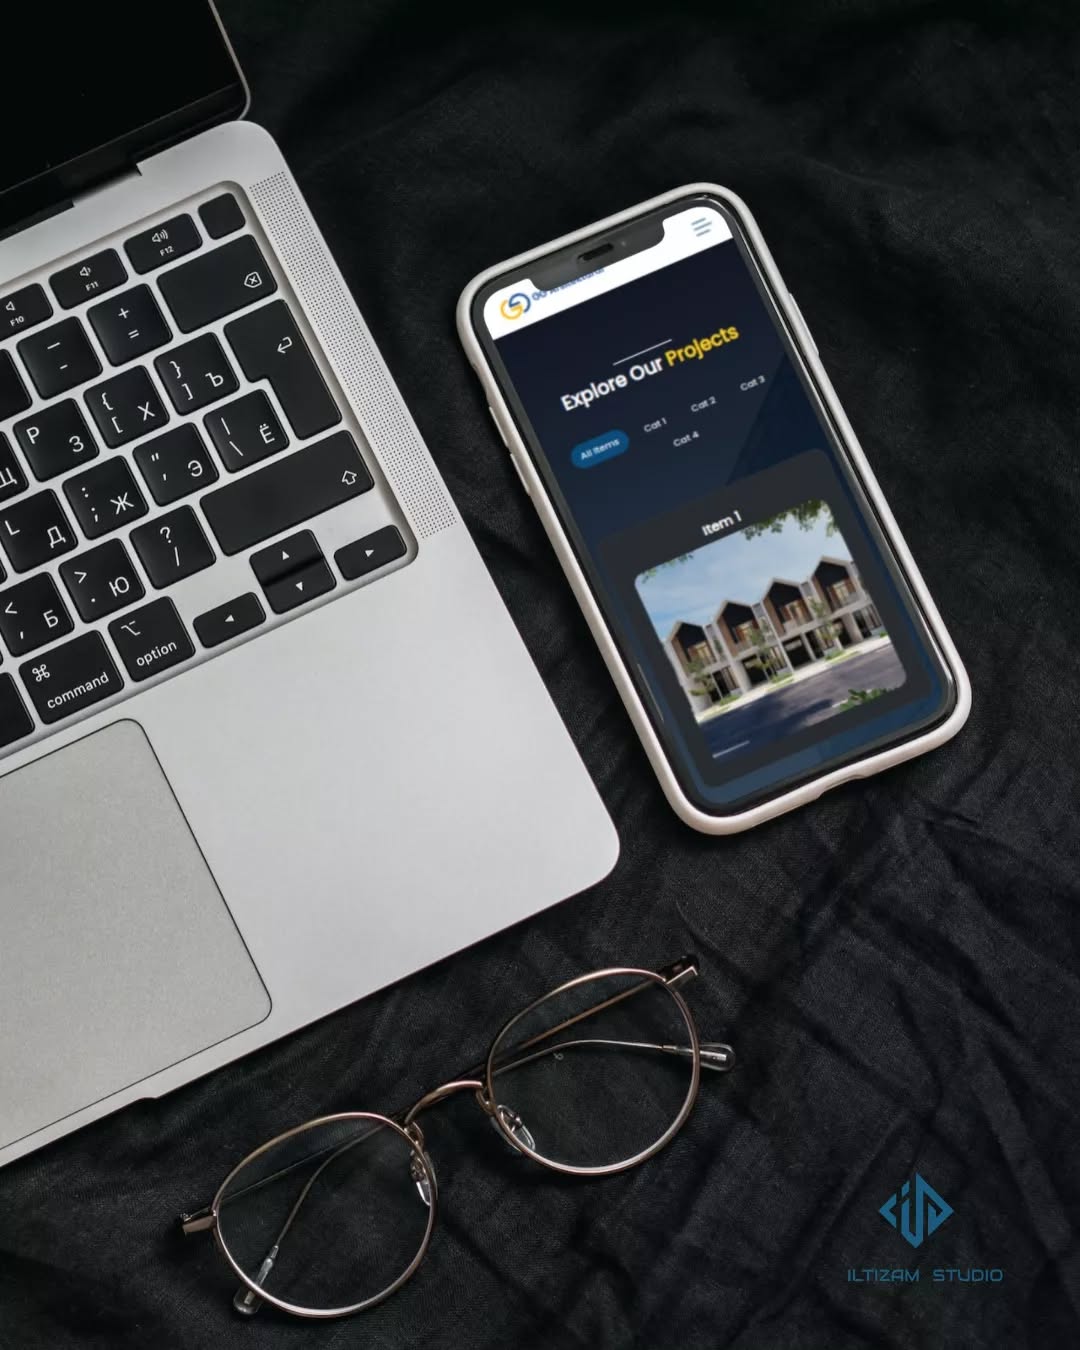 Explore Our Projects
All Items
Cat 1
Cat 2
Cat 3
Cat 4
Item 1
F12
F11
F10
+
=
—
-
}
] Ъ
{
[ Х
Р З
|
\ Ё
" Э
'
: Ж
;
L Д
?
/
> Ю
.
< Б
,
Щ
option
⌘
command
ILTIZAM STUDIO